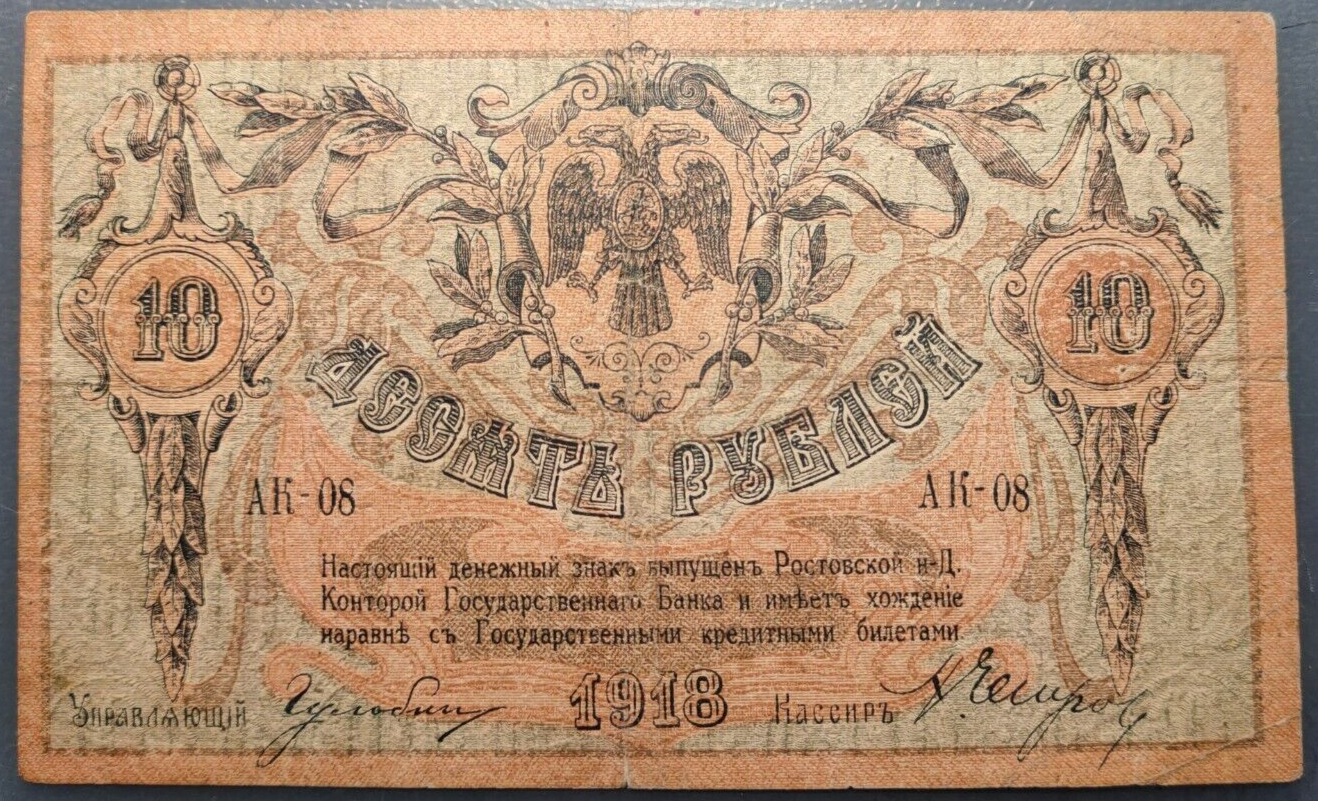 10 10
ДЕСЯТЬ РУБЛЕЙ
АК-08 АК-08
Настоящій денежный знакъ выпущенъ Ростовской н-Д.
Конторой Государственнаго Банка и имѣетъ хожденіе
наравнѣ съ Государственными кредитными билетами
Управляющій 1918 Кассиръ